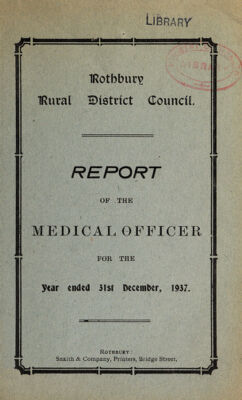 LIBRARY
Rothbury
Rural District Council.
REPORT
OF THE
MEDICAL OFFICER
FOR THE
Year ended 31st December, 1937.
ROTHBURY:
Snaith & Company, Printers, Bridge Street.